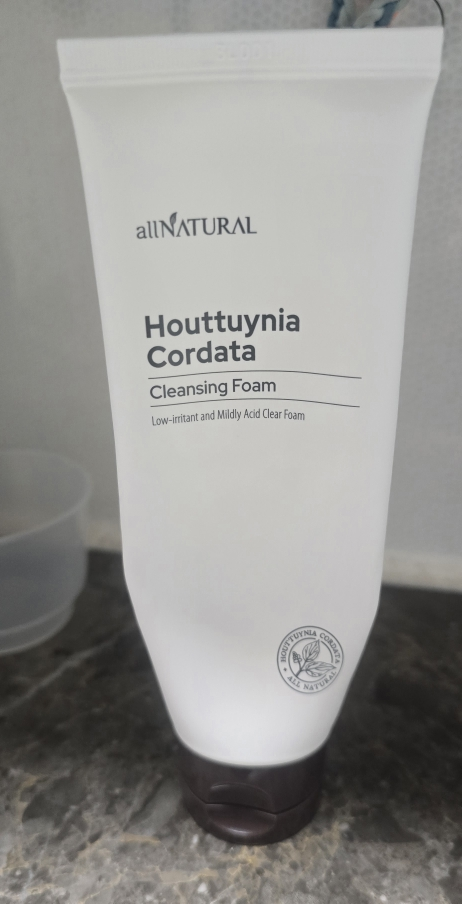 allNATURAL
Houttuynia
Cordata
Cleansing Foam
Low-irritant and Mildly Acid Clear Foam
HOUTTUYNIA CORDATA
ALL NATURAL